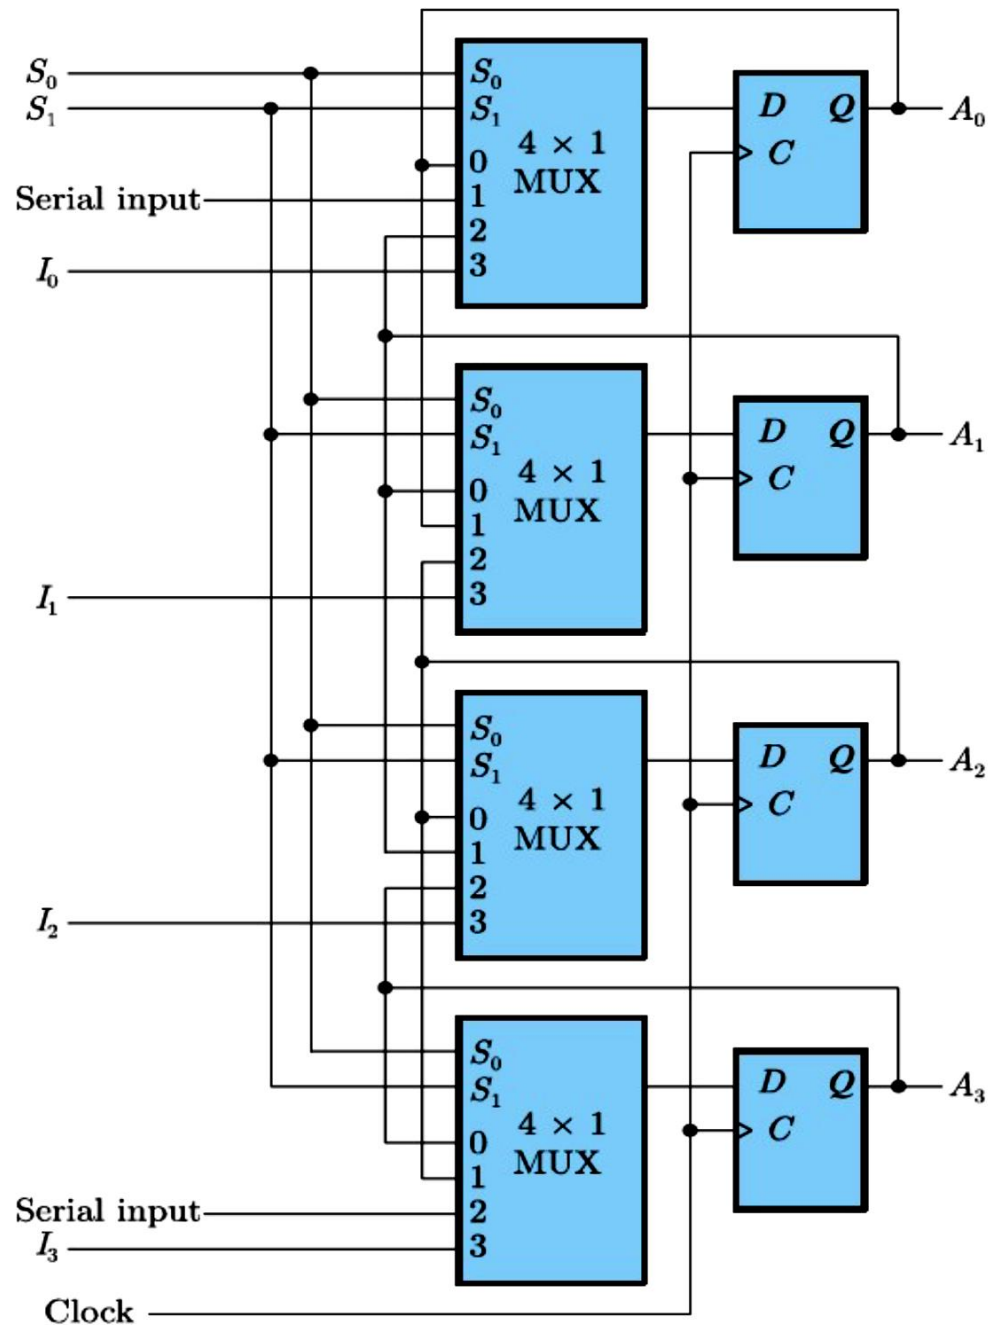 S₀ S₀
S₁ S₁ D Q A₀
4 × 1
MUX
C
0
Serial input 1
2
I₀ 3
S₀
S₁ D Q A₁
4 × 1
MUX
C
0
1
2
I₁ 3
S₀
S₁ D Q A₂
4 × 1
MUX
C
0
1
2
I₂ 3
S₀
S₁ D Q A₃
4 × 1
MUX
C
0
1
Serial input 2
I₃ 3
Clock